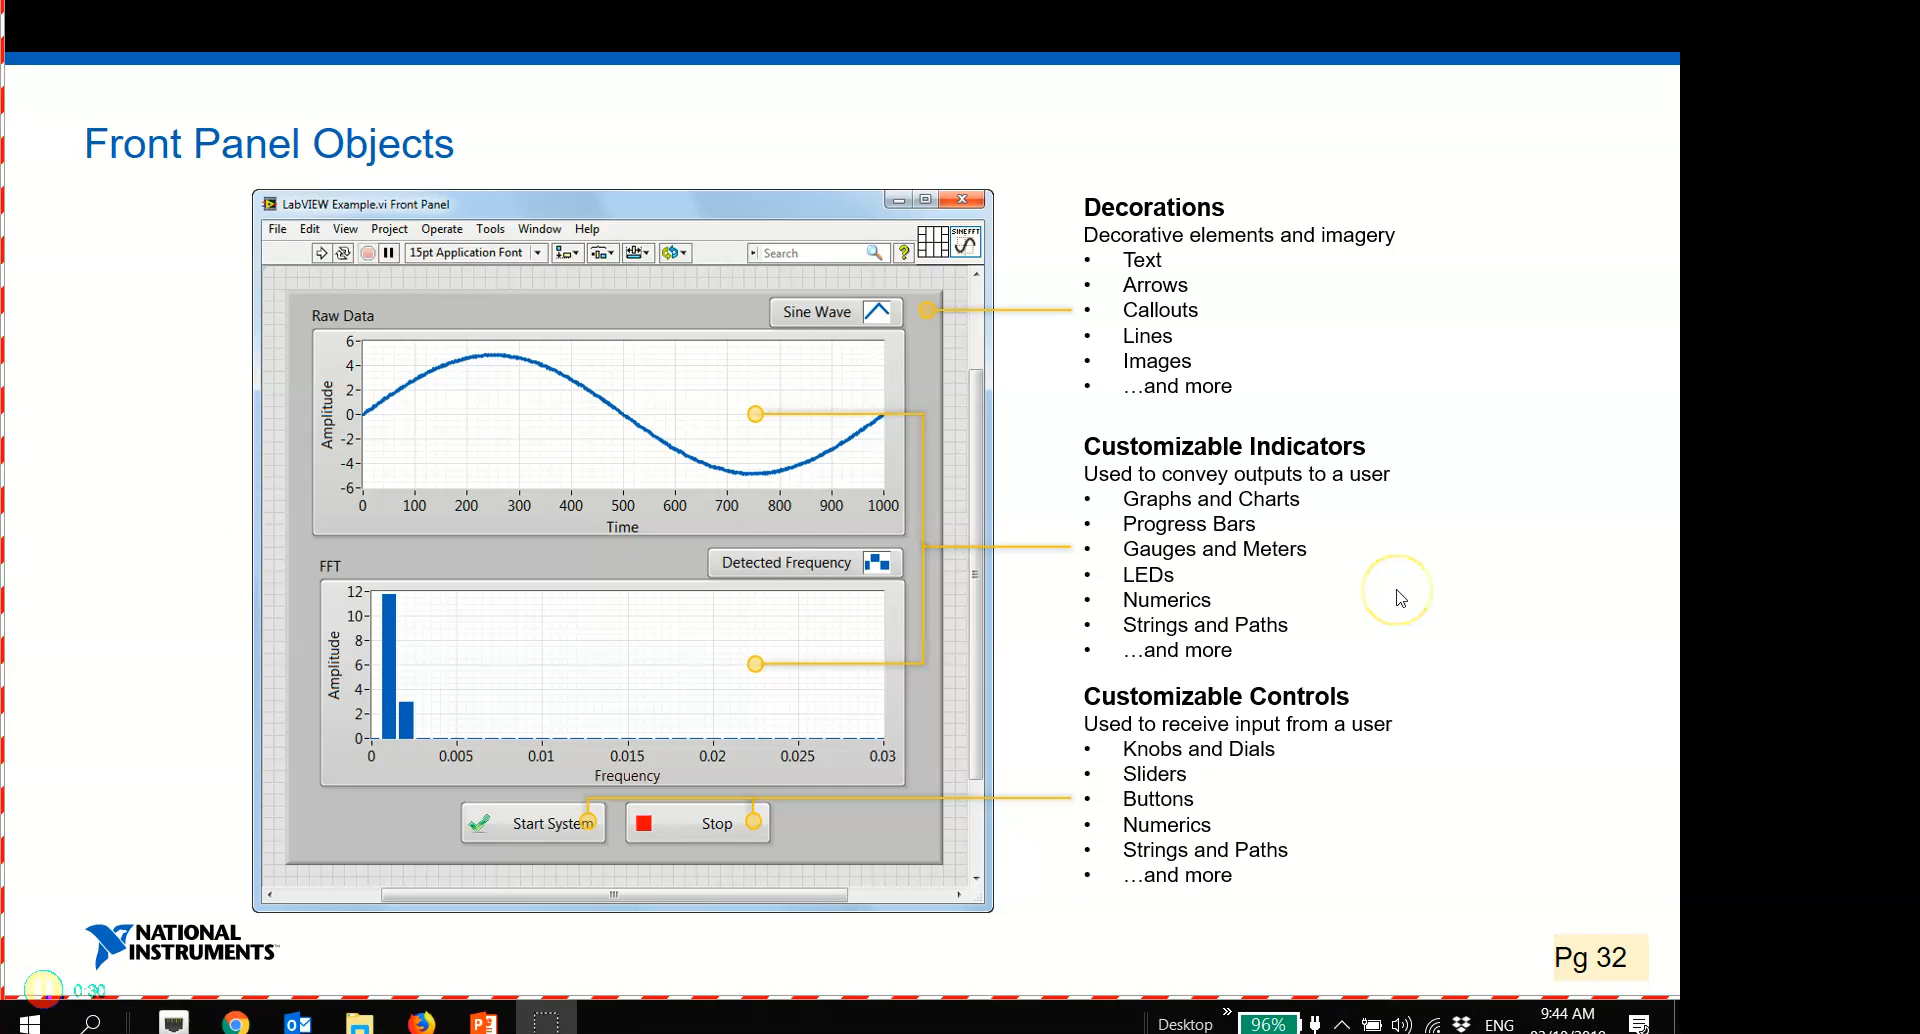 Front Panel Objects
LabVIEW Example.vi Front Panel
File Edit View Project Operate Tools Window Help
15pt Application Font
Search
?
SINE FFT
Raw Data
Sine Wave
6
4
2
0
-2
-4
-6
Amplitude
0 100 200 300 400 500 600 700 800 900 1000
Time
FFT
Detected Frequency
12
10
8
6
4
2
0
Amplitude
0 0.005 0.01 0.015 0.02 0.025 0.03
Frequency
Start System
Stop
Decorations
Decorative elements and imagery
• Text
• Arrows
• Callouts
• Lines
• Images
• …and more
Customizable Indicators
Used to convey outputs to a user
• Graphs and Charts
• Progress Bars
• Gauges and Meters
• LEDs
• Numerics
• Strings and Paths
• …and more
Customizable Controls
Used to receive input from a user
• Knobs and Dials
• Sliders
• Buttons
• Numerics
• Strings and Paths
• …and more
NATIONAL
INSTRUMENTS™
Pg 32
0:30
Desktop
96%
ENG
9:44 AM